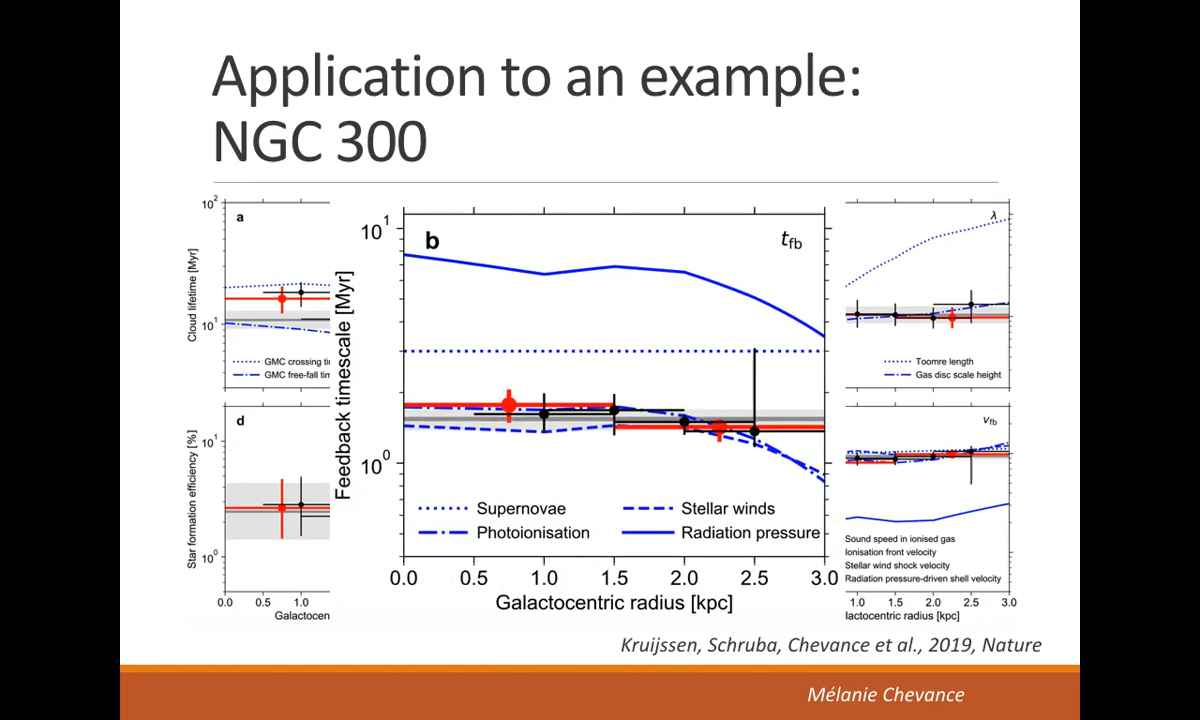 Application to an example:
NGC 300
a
10²
10¹
Cloud lifetime [Myr]
GMC crossing ti
GMC free-fall tim
d
10¹
10⁰
Star formation efficiency [%]
0.0 0.5 1.0
Galactocen
b
t_fb
10¹
10⁰
Feedback timescale [Myr]
Supernovae
Stellar winds
Photoionisation
Radiation pressure
0.0 0.5 1.0 1.5 2.0 2.5 3.0
Galactocentric radius [kpc]
λ
Toomre length
Gas disc scale height
v_fb
Sound speed in ionised gas
Ionisation front velocity
Stellar wind shock velocity
Radiation pressure-driven shell velocity
1.0 1.5 2.0 2.5 3.0
lactocentric radius [kpc]
Kruijssen, Schruba, Chevance et al., 2019, Nature
Mélanie Chevance